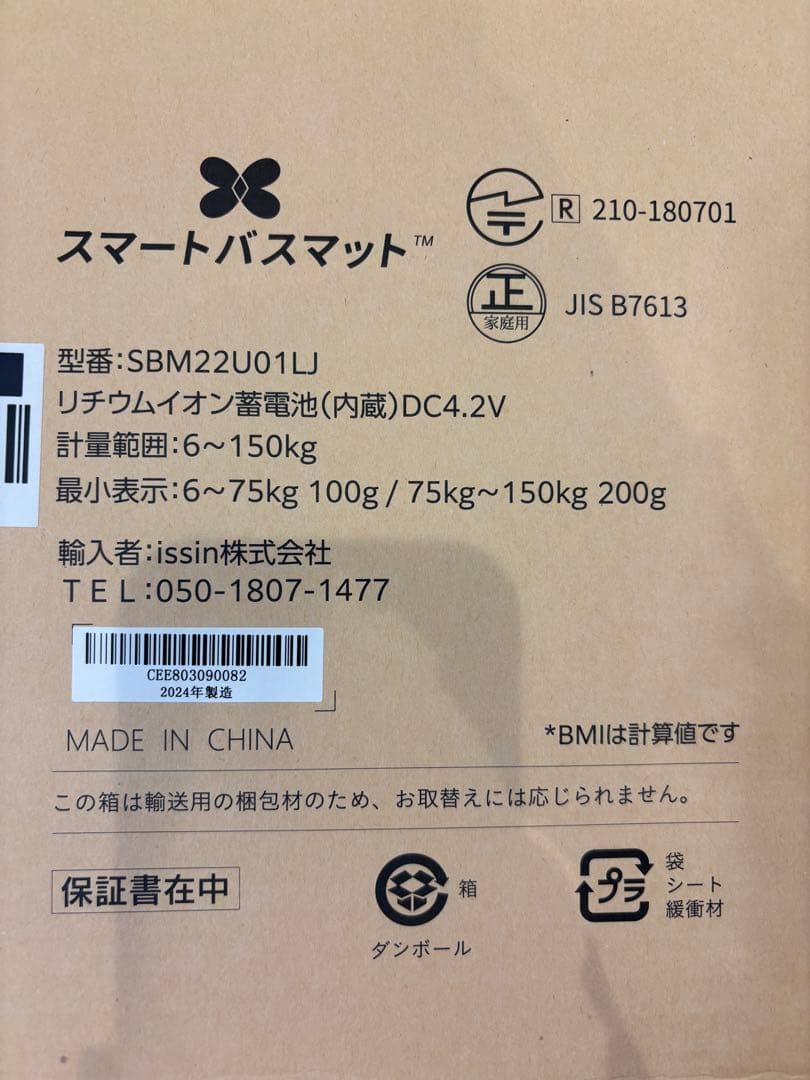 スマートバスマット™
R 210-180701
正
家庭用
JIS B7613
型番:SBM22U01LJ
リチウムイオン蓄電池(内蔵)DC4.2V
計量範囲:6～150kg
最小表示:6～75kg 100g / 75kg～150kg 200g
輸入者:issin株式会社
TEL:050-1807-1477
CEE803090082
2024年製造
MADE IN CHINA
*BMIは計算値です
この箱は輸送用の梱包材のため、お取替えには応じられません。
保証書在中
箱
ダンボール
プラ
袋
シート
緩衝材